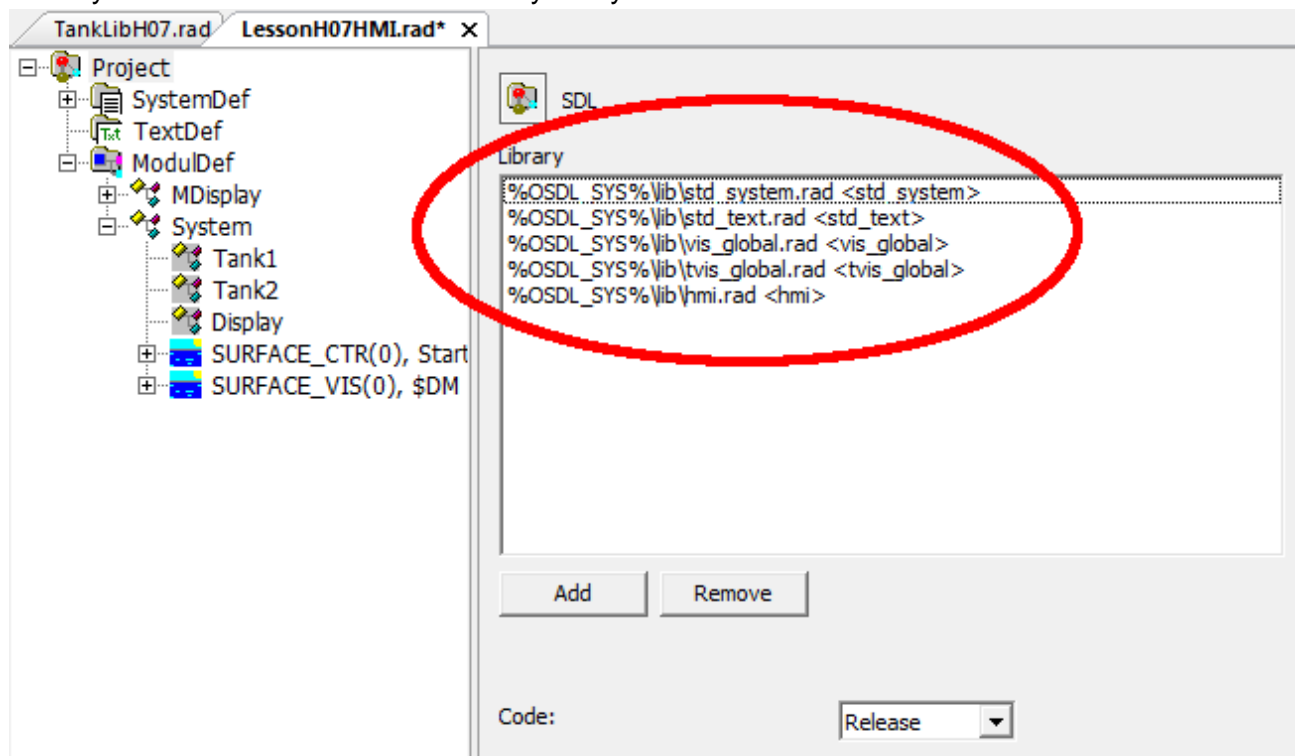 TankLibH07.rad LessonH07HMI.rad* X
Project
SystemDef
TextDef
ModulDef
MDisplay
System
Tank1
Tank2
Display
SURFACE_CTR(0), Start
SURFACE_VIS(0), $DM
SDL
Library
%OSDL_SYS%\lib\std_system.rad <std_system>
%OSDL_SYS%\lib\std_text.rad <std_text>
%OSDL_SYS%\lib\vis_global.rad <vis_global>
%OSDL_SYS%\lib\tvis_global.rad <tvis_global>
%OSDL_SYS%\lib\hmi.rad <hmi>
Add Remove
Code: Release